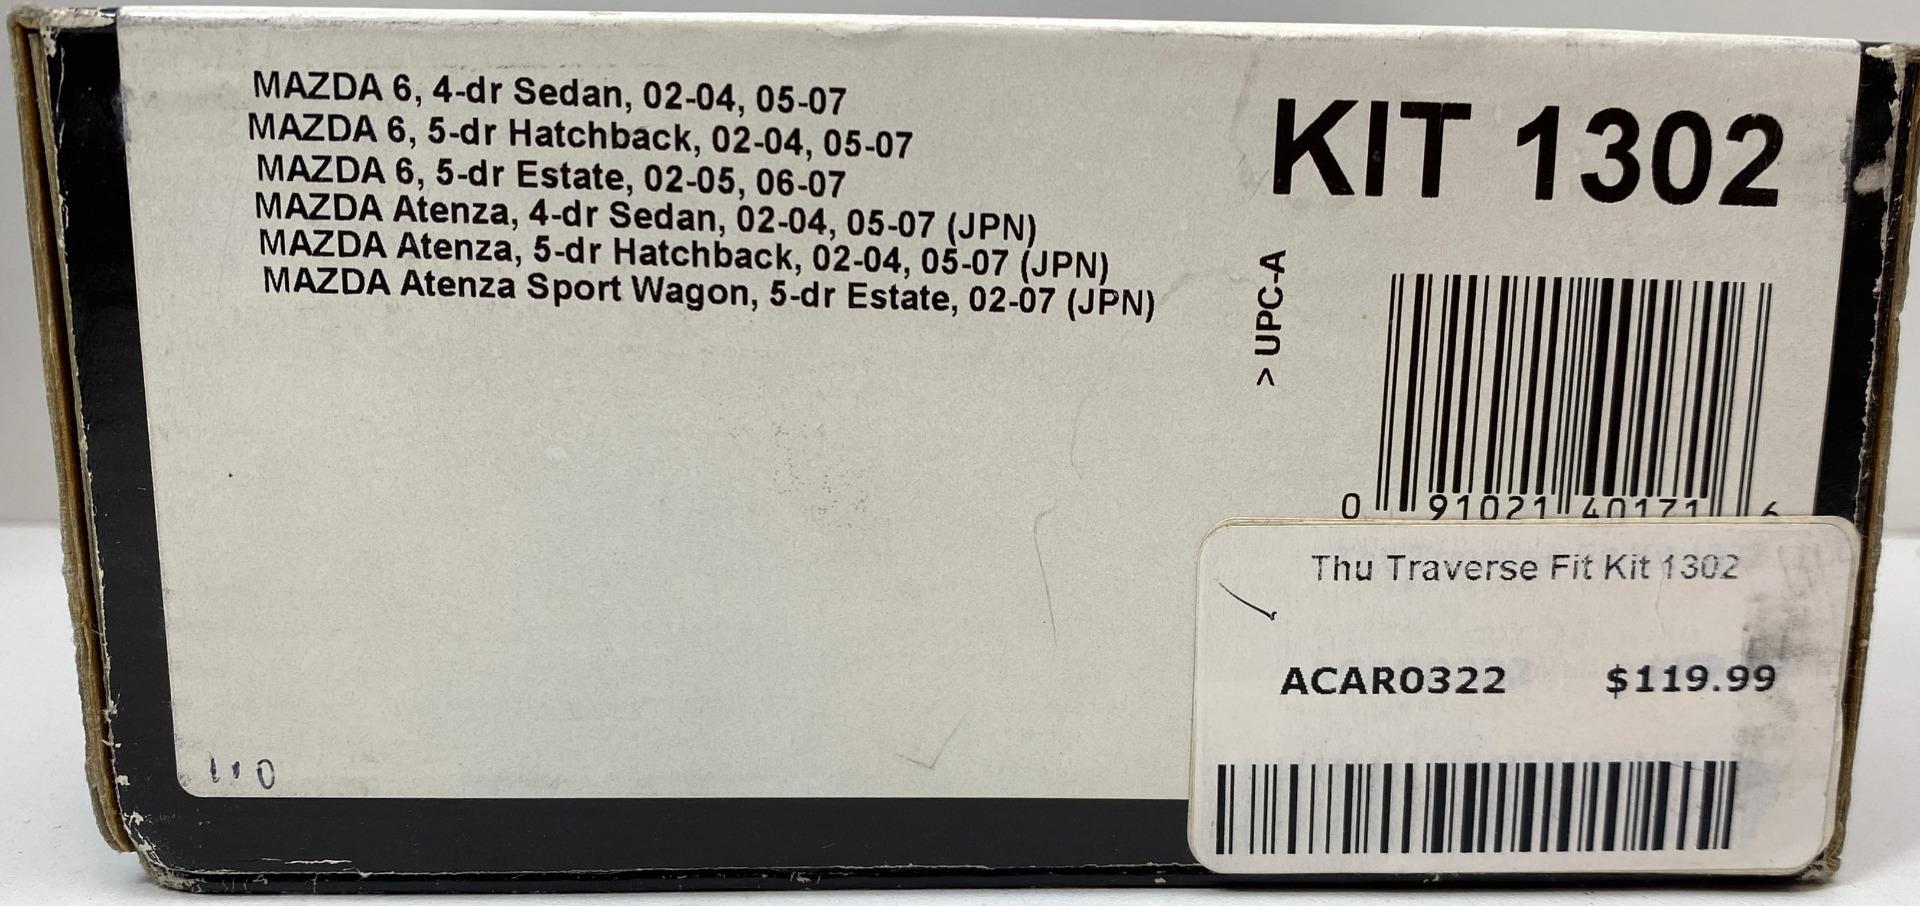 MAZDA 6, 4-dr Sedan, 02-04, 05-07
MAZDA 6, 5-dr Hatchback, 02-04, 05-07
MAZDA 6, 5-dr Estate, 02-05, 06-07
MAZDA Atenza, 4-dr Sedan, 02-04, 05-07 (JPN)
MAZDA Atenza, 5-dr Hatchback, 02-04, 05-07 (JPN)
MAZDA Atenza Sport Wagon, 5-dr Estate, 02-07 (JPN)
KIT 1302
> UPC-A
0 91021 40171 6
Thu Traverse Fit Kit 1302
ACAR0322 $119.99